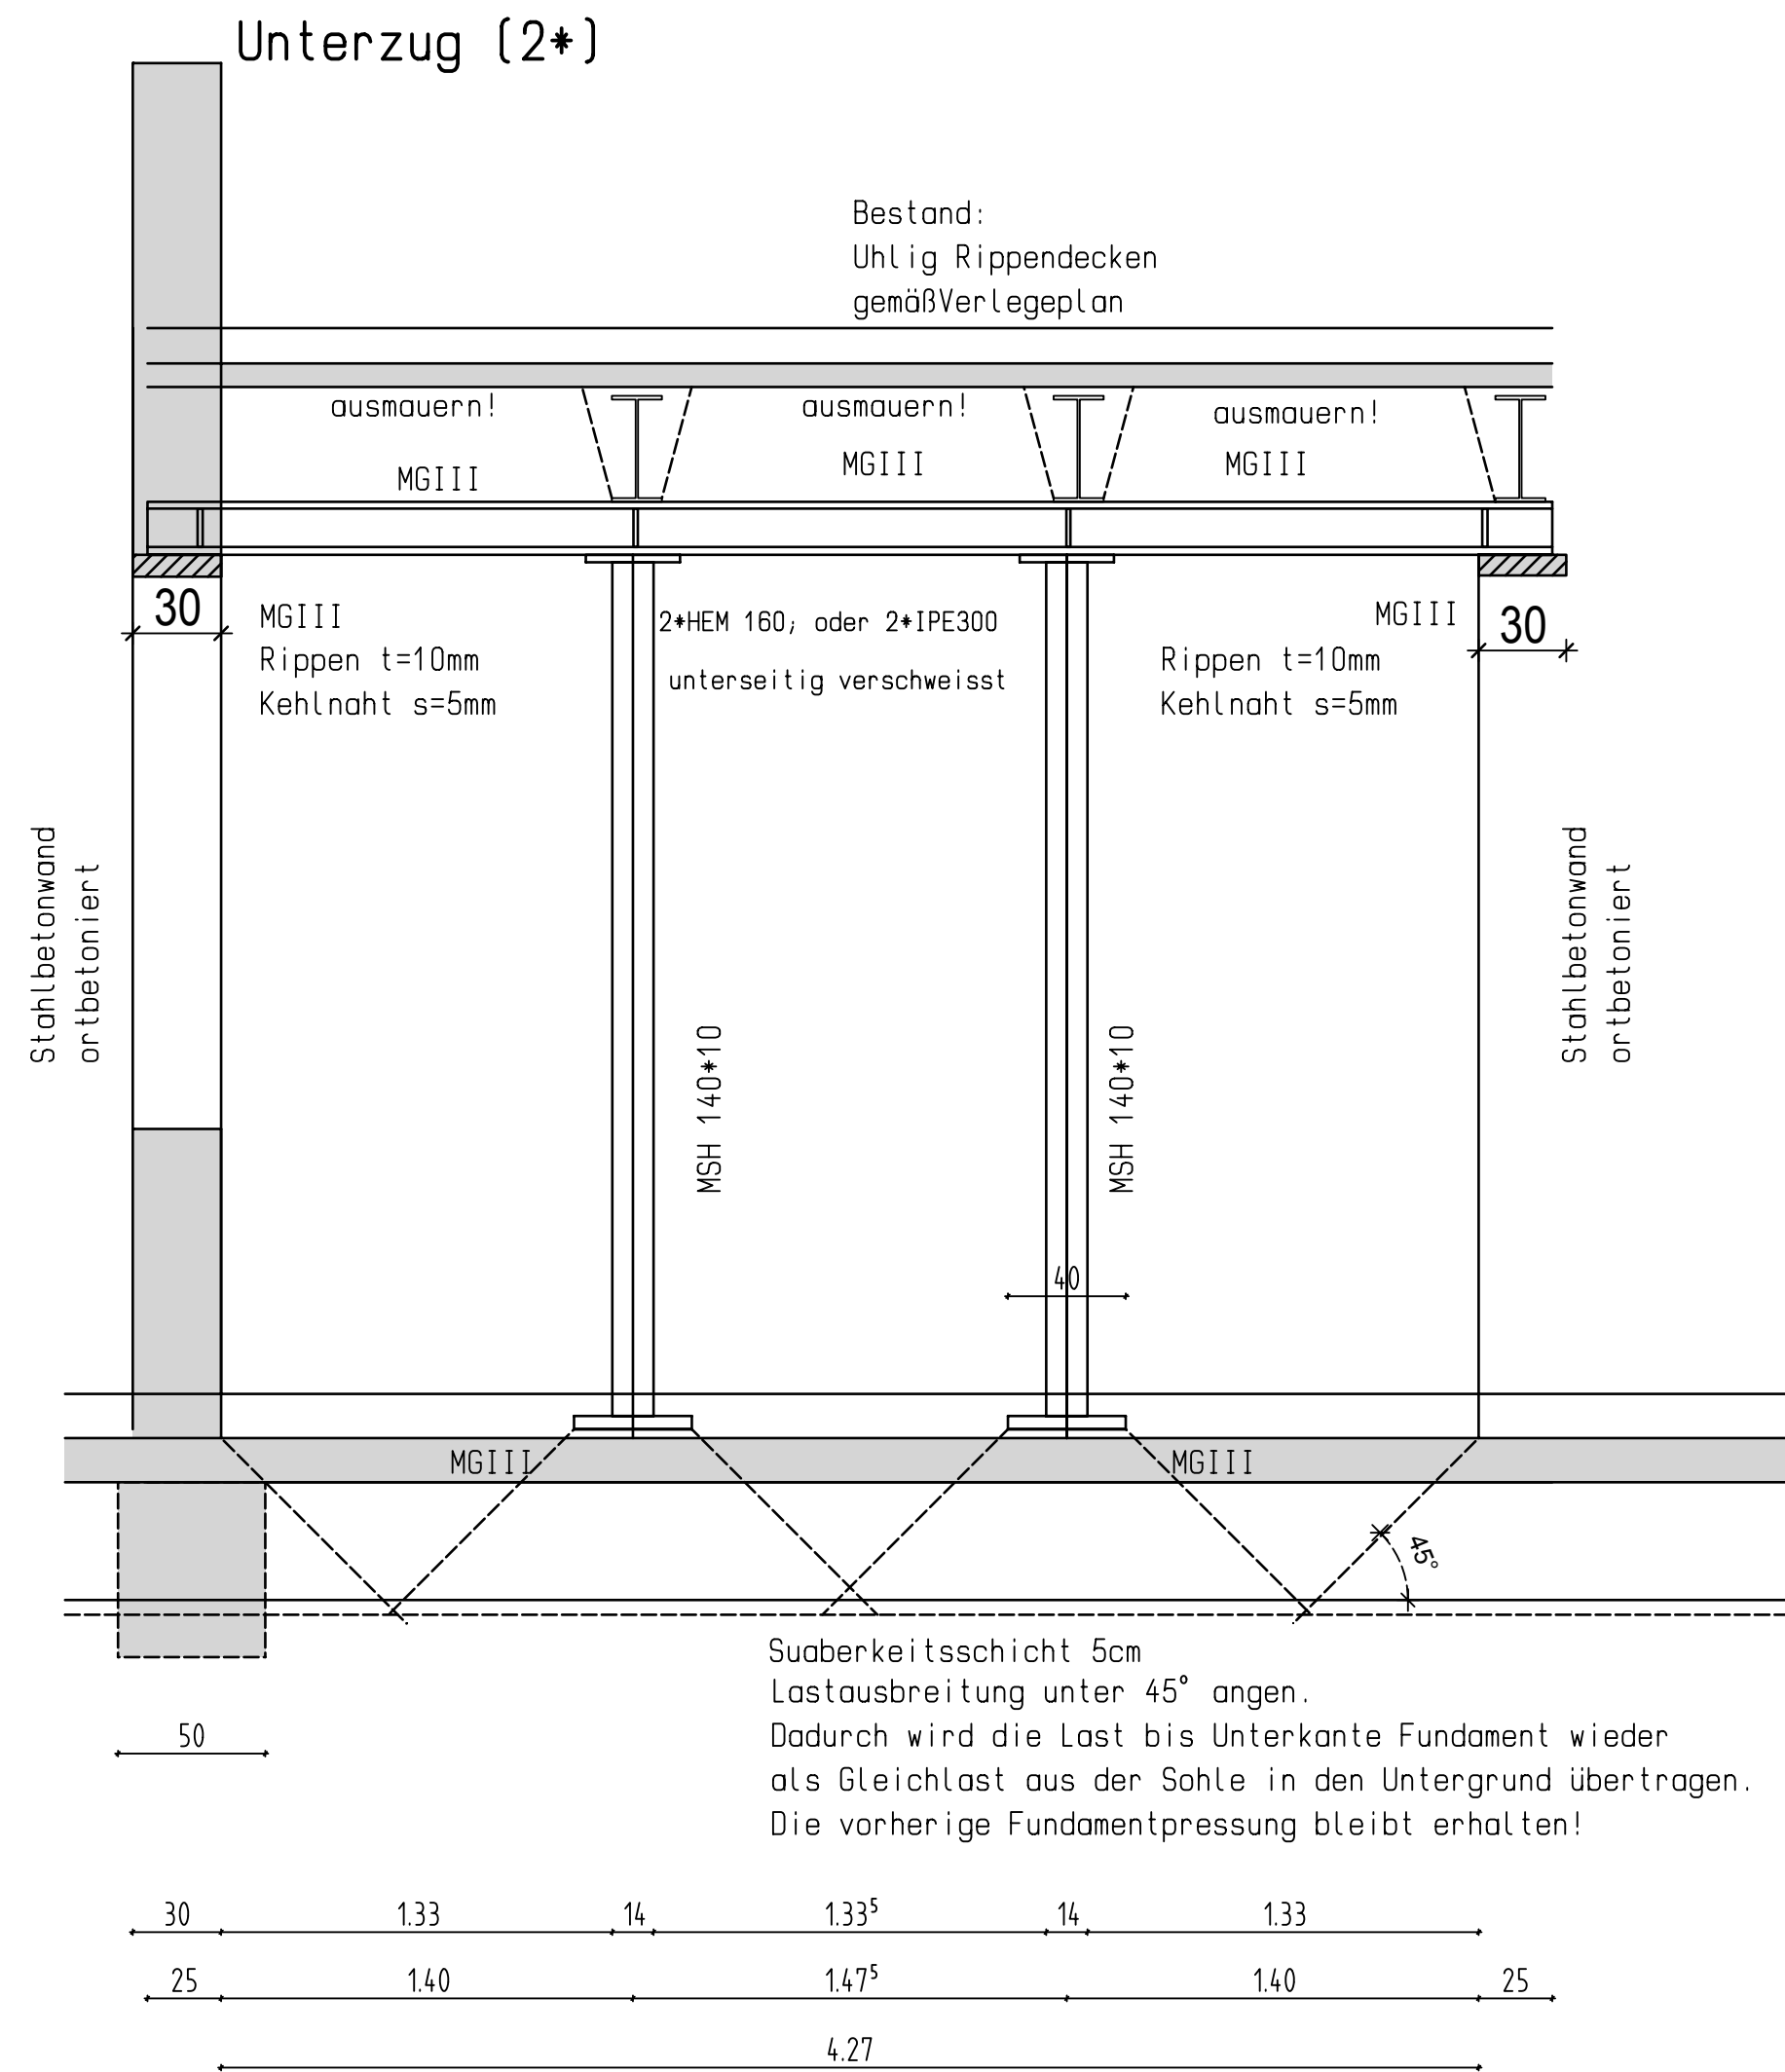 Unterzug (2*)
Bestand:
Uhlig Rippendecken
gemäßVerlegeplan
ausmauern!
ausmauern!
ausmauern!
MGIII
MGIII
MGIII
30
MGIII
Rippen t=10mm
Kehlnaht s=5mm
2*HEM 160; oder 2*IPE300
unterseitig verschweisst
MGIII
30
Rippen t=10mm
Kehlnaht s=5mm
Stahlbetonwand
ortbetoniert
MSH 140*10
MSH 140*10
Stahlbetonwand
ortbetoniert
40
MGIII
MGIII
45°
Suaberkeitsschicht 5cm
Lastausbreitung unter 45° angen.
Dadurch wird die Last bis Unterkante Fundament wieder
als Gleichlast aus der Sohle in den Untergrund übertragen.
Die vorherige Fundamentpressung bleibt erhalten!
50
30 1.33 14 1.33⁵ 14 1.33
25 1.40 1.47⁵ 1.40 25
4.27